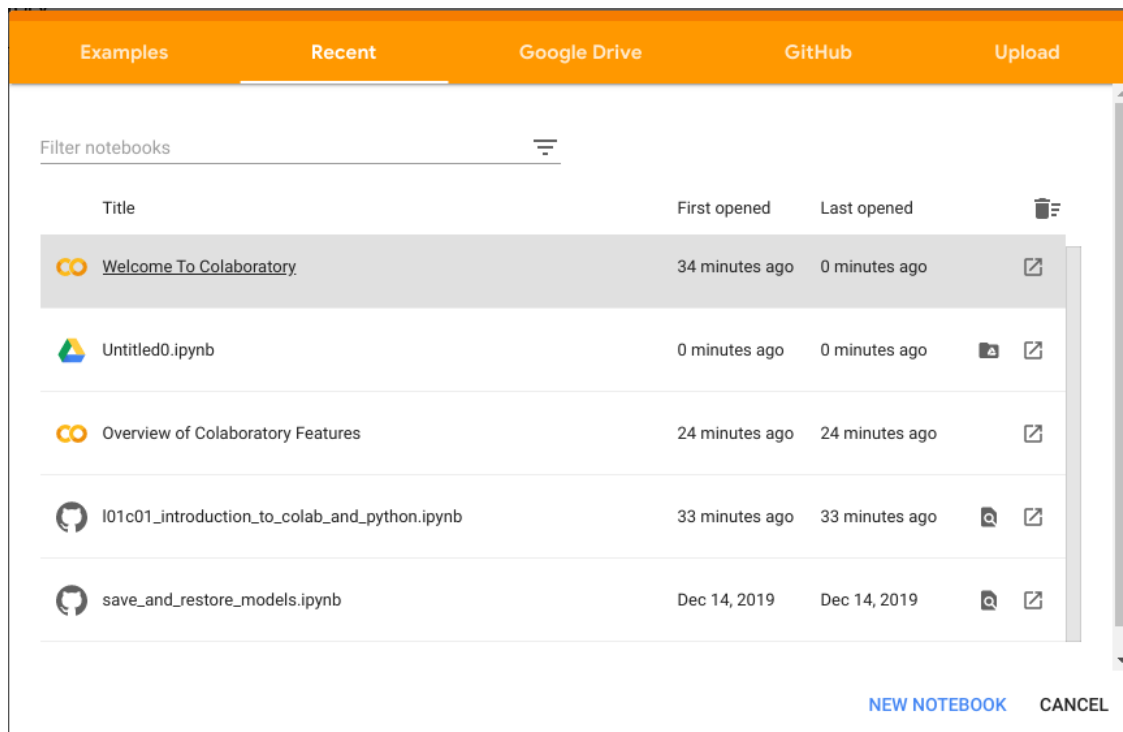 Examples Recent Google Drive GitHub Upload
Filter notebooks
Title First opened Last opened
Welcome To Colaboratory 34 minutes ago 0 minutes ago
Untitled0.ipynb 0 minutes ago 0 minutes ago
Overview of Colaboratory Features 24 minutes ago 24 minutes ago
l01c01_introduction_to_colab_and_python.ipynb 33 minutes ago 33 minutes ago
save_and_restore_models.ipynb Dec 14, 2019 Dec 14, 2019
NEW NOTEBOOK CANCEL